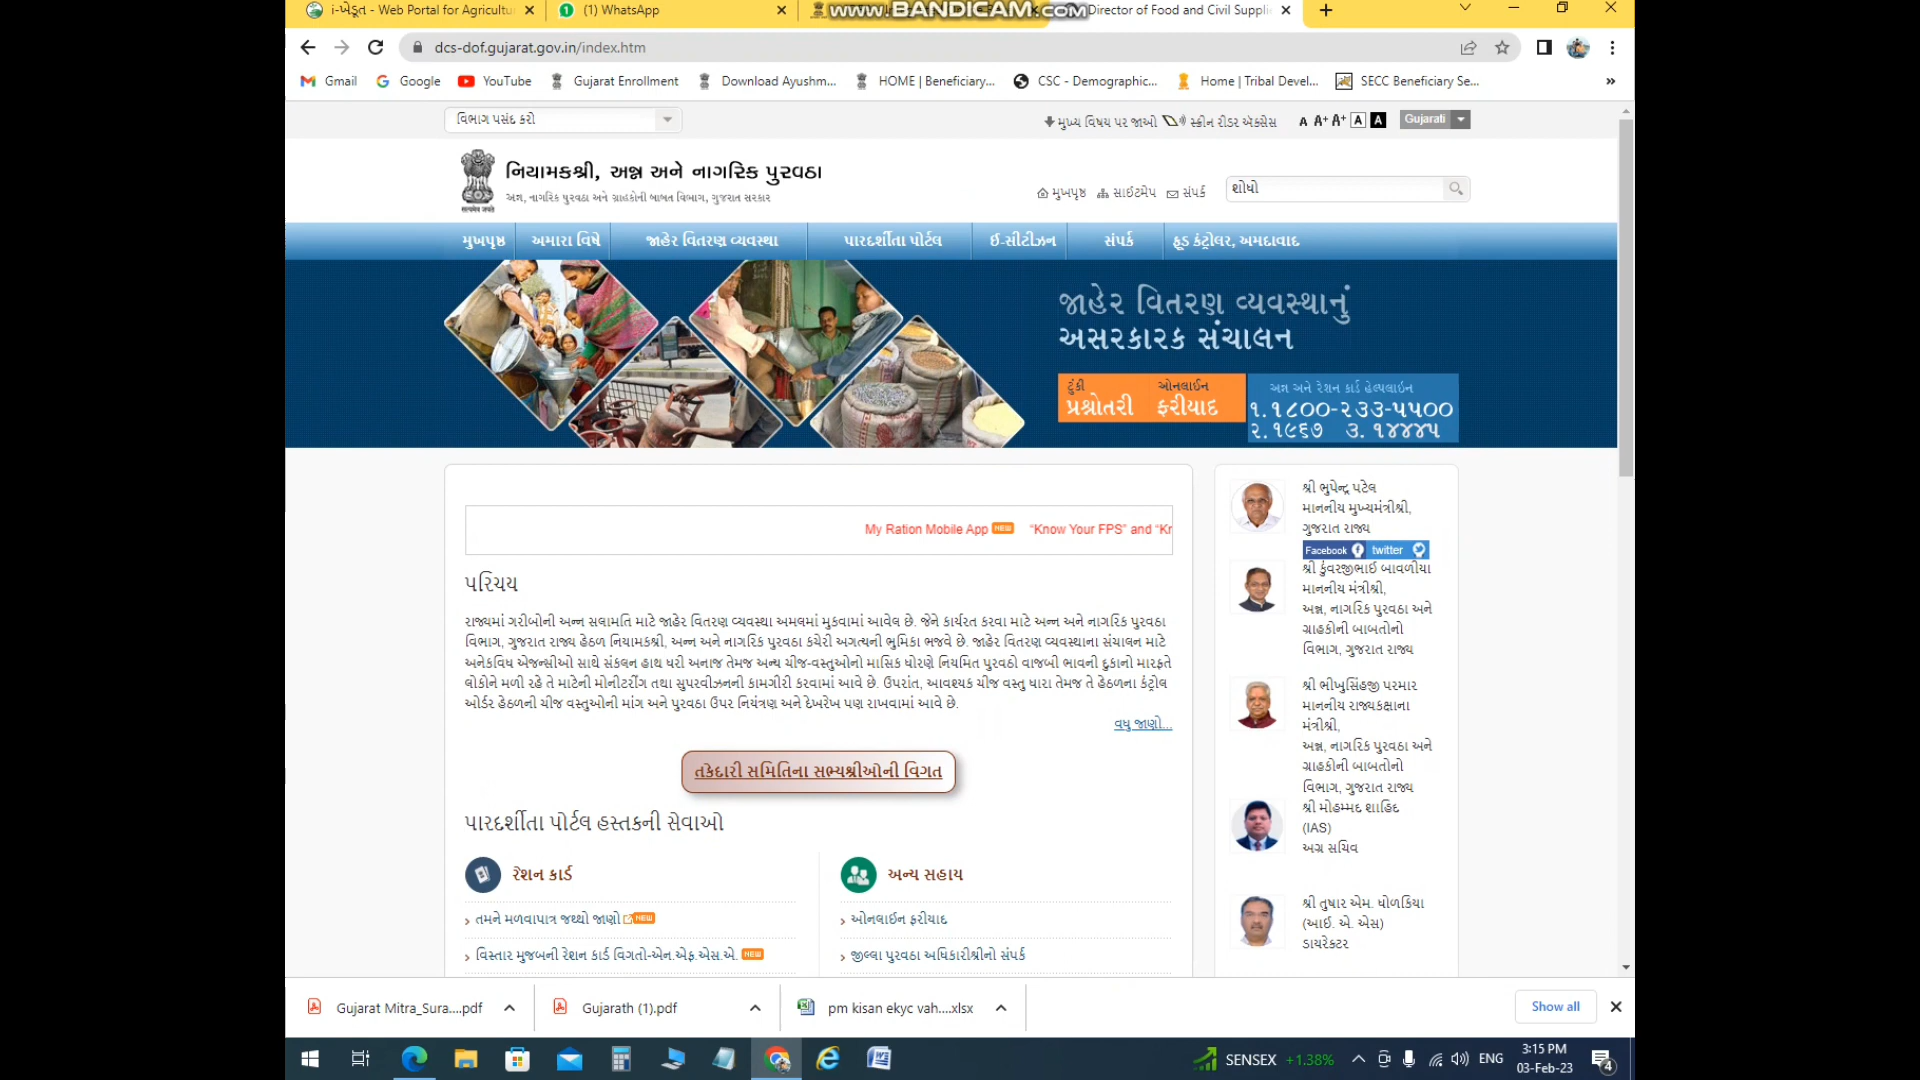 i-ખેડૂત - Web Portal for Agricultu
(1) WhatsApp
www.BANDICAM.com
Director of Food and Civil Suppli
dcs-dof.gujarat.gov.in/index.htm
Gmail
Google
YouTube
Gujarat Enrollment
Download Ayushm...
HOME | Beneficiary...
CSC - Demographic...
Home | Tribal Devel...
SECC Beneficiary Se...
»
વિભાગ પસંદ કરો
મુખ્ય વિષય પર જાઓ
સ્ક્રીન રીડર ઍક્સેસ
A A+ A+ A A
Gujarati
નિયામકશ્રી, અન્ન અને નાગરિક પુરવઠા
અન્ન, નાગરિક પુરવઠા અને ગ્રાહકોની બાબત વિભાગ, ગુજરાત સરકાર
સત્યમેવ જયતે
મુખપૃષ્ઠ
સાઈટમેપ
સંપર્ક
શોધો
મુખપૃષ્ઠ
અમારા વિષે
જાહેર વિતરણ વ્યવસ્થા
પારદર્શીતા પોર્ટલ
ઈ-સીટીઝન
સંપર્ક
ફૂડ કંટ્રોલર, અમદાવાદ
જાહેર વિતરણ વ્યવસ્થાનું
અસરકારક સંચાલન
ટુંકી
પ્રશ્નોતરી
ઓનલાઈન
ફરીયાદ
અન્ન અને રેશન કાર્ડ હેલ્પલાઇન
૧.૧૮૦૦-૨૩૩-૫૫૦૦
૨.૧૯૬૭ ૩. ૧૪૪૪૫
My Ration Mobile App NEW "Know Your FPS" and "Kr
પરિચય
રાજ્યમાં ગરીબોની અન્ન સલામતિ માટે જાહેર વિતરણ વ્યવસ્થા અમલમાં મુકવામાં આવેલ છે. જેને કાર્યરત કરવા માટે અન્ન અને નાગરિક પુરવઠા
વિભાગ, ગુજરાત રાજ્ય હેઠળ નિયામકશ્રી, અન્ન અને નાગરિક પુરવઠા કચેરી અગત્યની ભુમિકા ભજવે છે. જાહેર વિતરણ વ્યવસ્થાના સંચાલન માટે
અનેકવિધ એજન્સીઓ સાથે સંકલન હાથ ધરી અનાજ તેમજ અન્ય ચીજ-વસ્તુઓનો માસિક ધોરણે નિયમિત પુરવઠો વાજબી ભાવની દુકાનો મારફતે
લોકોને મળી રહે તે માટેની મોનીટરીંગ તથા સુપરવીઝનની કામગીરી કરવામાં આવે છે. ઉપરાંત, આવશ્યક ચીજ વસ્તુ ધારા તેમજ તે હેઠળના કંટ્રોલ
ઓર્ડર હેઠળની ચીજ વસ્તુઓની માંગ અને પુરવઠા ઉપર નિયંત્રણ અને દેખરેખ પણ રાખવામાં આવે છે.
વધુ જાણો...
તકેદારી સમિતિના સભ્યશ્રીઓની વિગત
પારદર્શીતા પોર્ટલ હસ્તકની સેવાઓ
રેશન કાર્ડ
તમને મળવાપાત્ર જથ્થો જાણો NEW
વિસ્તાર મુજબની રેશન કાર્ડ વિગતો-એન.એફ.એસ.એ. NEW
અન્ય સહાય
ઓનલાઈન ફરીયાદ
જીલ્લા પુરવઠા અધિકારીશ્રીનો સંપર્ક
શ્રી ભુપેન્દ્ર પટેલ
માનનીય મુખ્યમંત્રીશ્રી,
ગુજરાત રાજ્ય
Facebook twitter
શ્રી કુંવરજીભાઈ બાવળીયા
માનનીય મંત્રીશ્રી,
અન્ન, નાગરિક પુરવઠા અને
ગ્રાહકોની બાબતોનો
વિભાગ, ગુજરાત રાજ્ય
શ્રી ભીખુસિંહજી પરમાર
માનનીય રાજ્યકક્ષાના
મંત્રીશ્રી,
અન્ન, નાગરિક પુરવઠા અને
ગ્રાહકોની બાબતોનો
વિભાગ, ગુજરાત રાજ્ય
શ્રી મોહમ્મદ શાહિદ
(IAS)
અગ્ર સચિવ
શ્રી તુષાર એમ. ધોળકિયા
(આઈ. એ. એસ)
ડાયરેક્ટર
Gujarat Mitra_Sura....pdf
Gujarath (1).pdf
pm kisan ekyc vah....xlsx
Show all
SENSEX +1.38%
ENG
3:15 PM
03-Feb-23
4